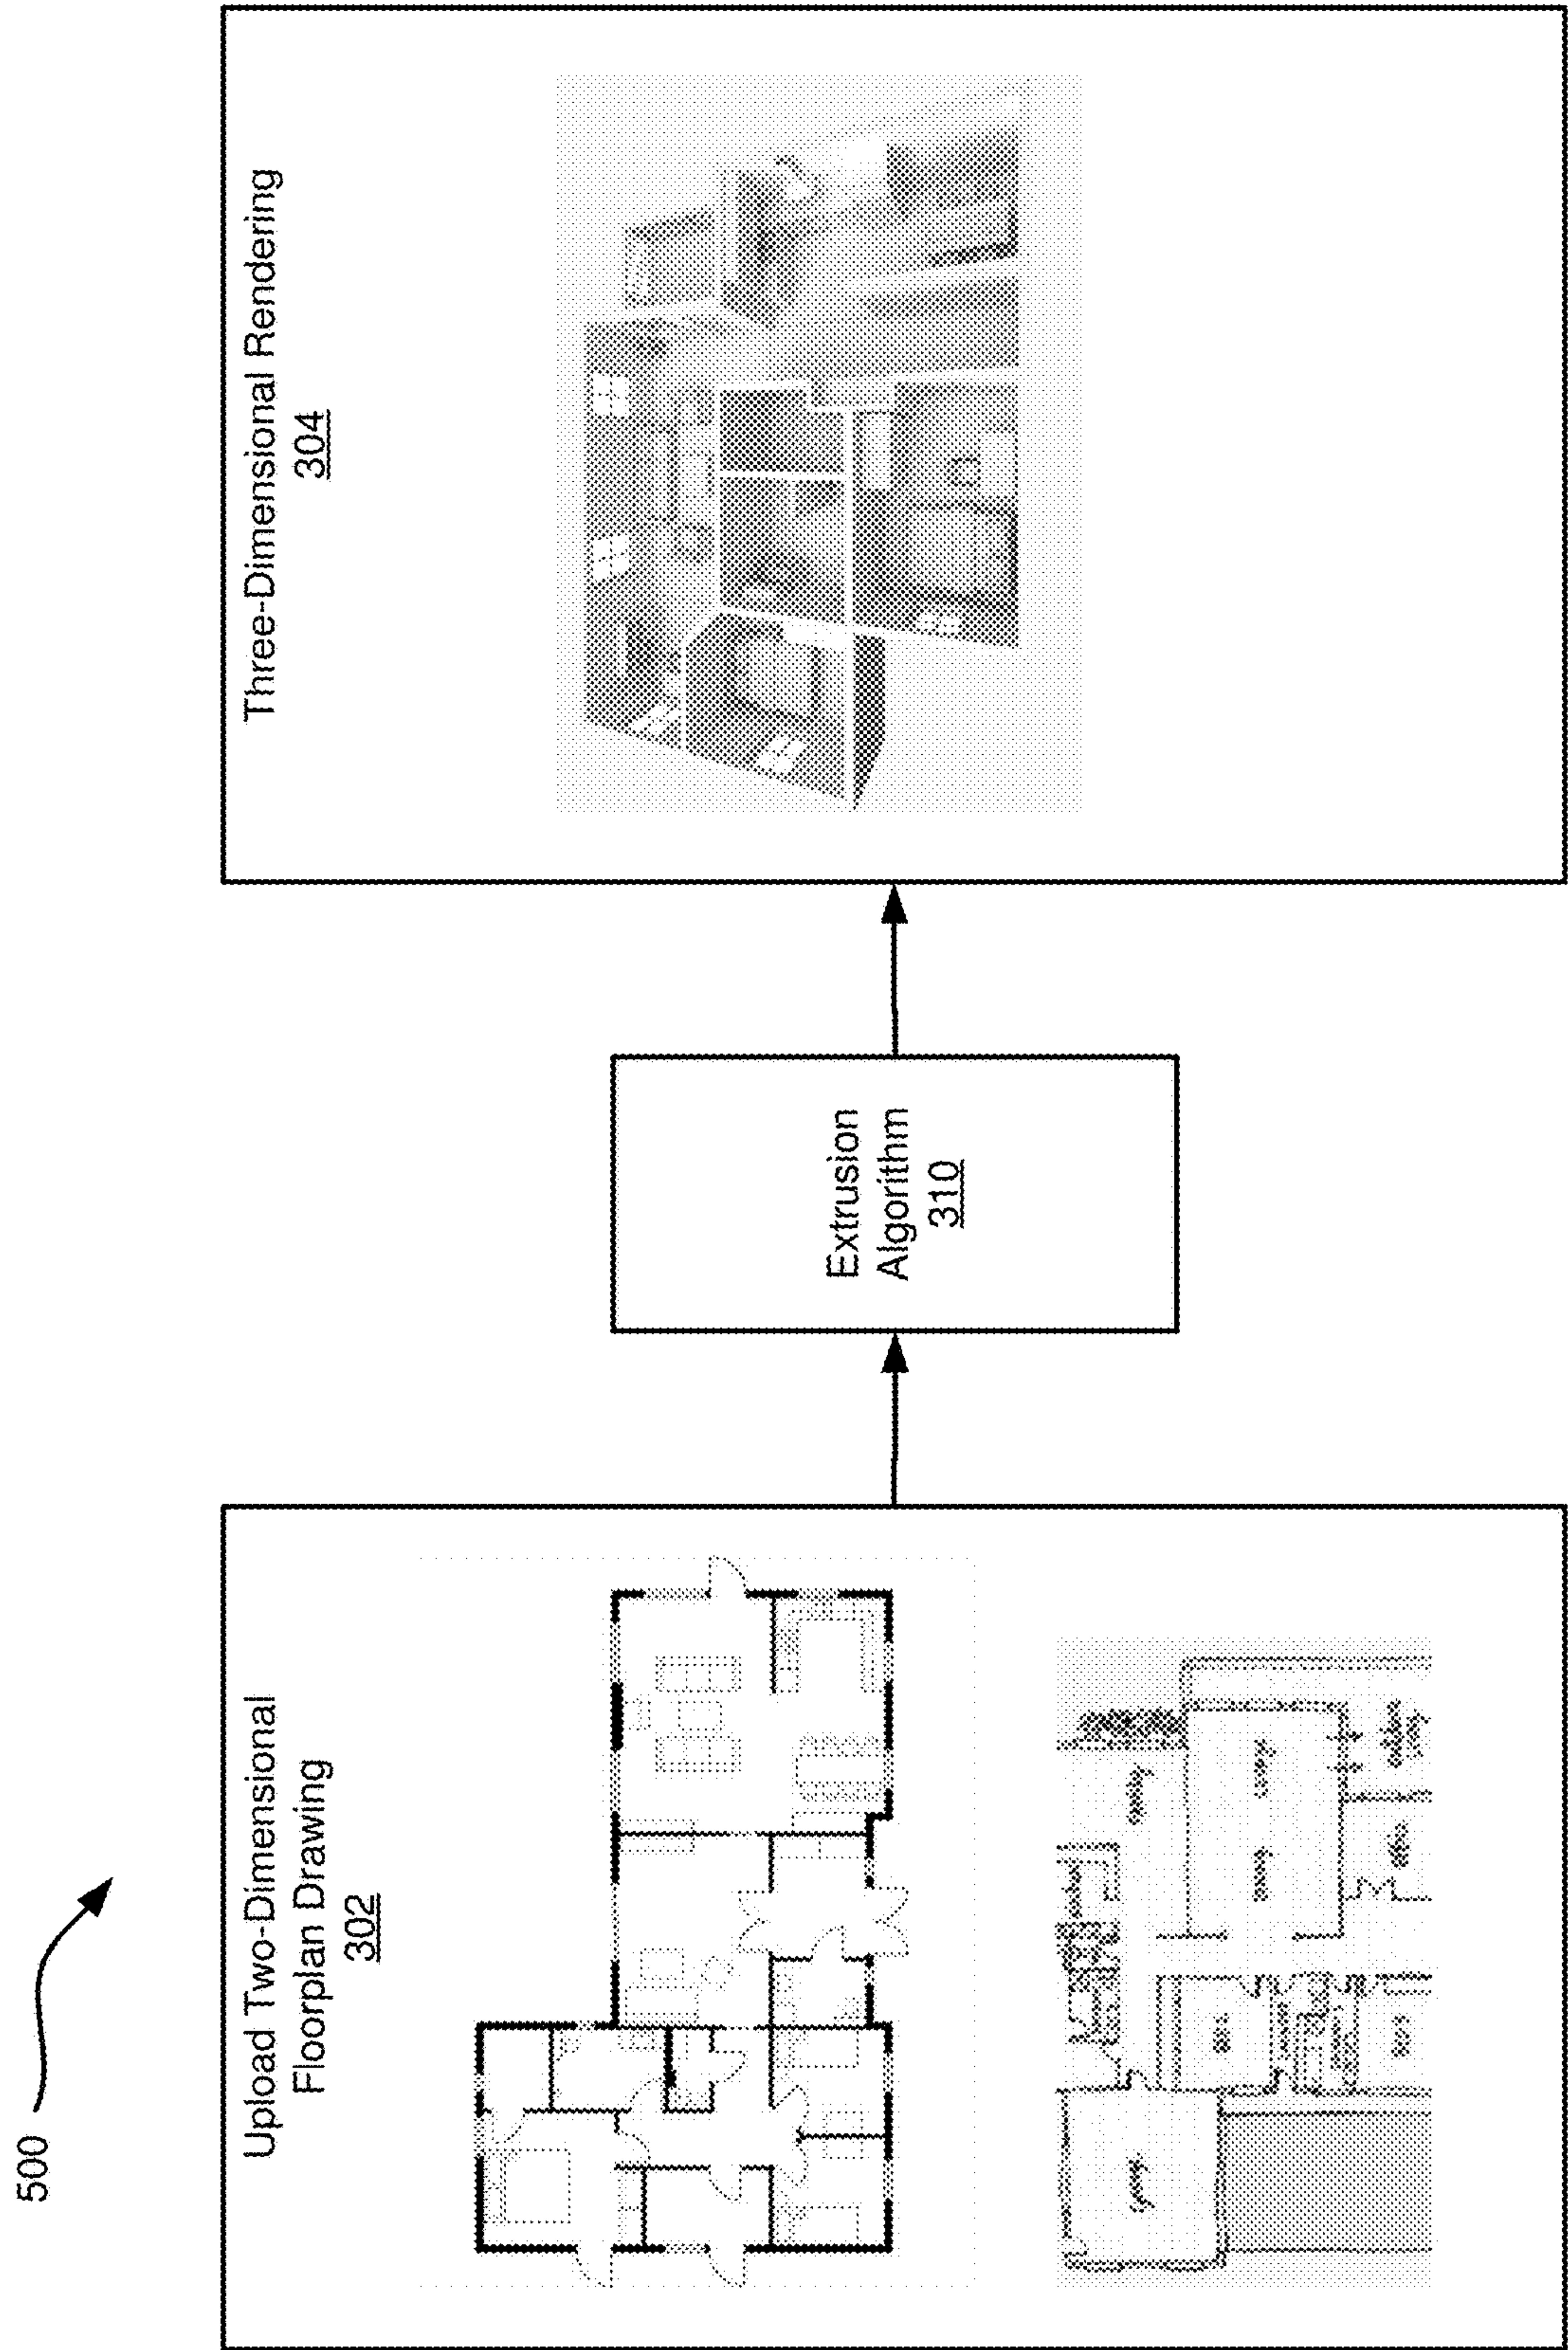 500
Upload Two-Dimensional
Floorplan Drawing
302
Extrusion
Algorithm
310
Three-Dimensional Rendering
304